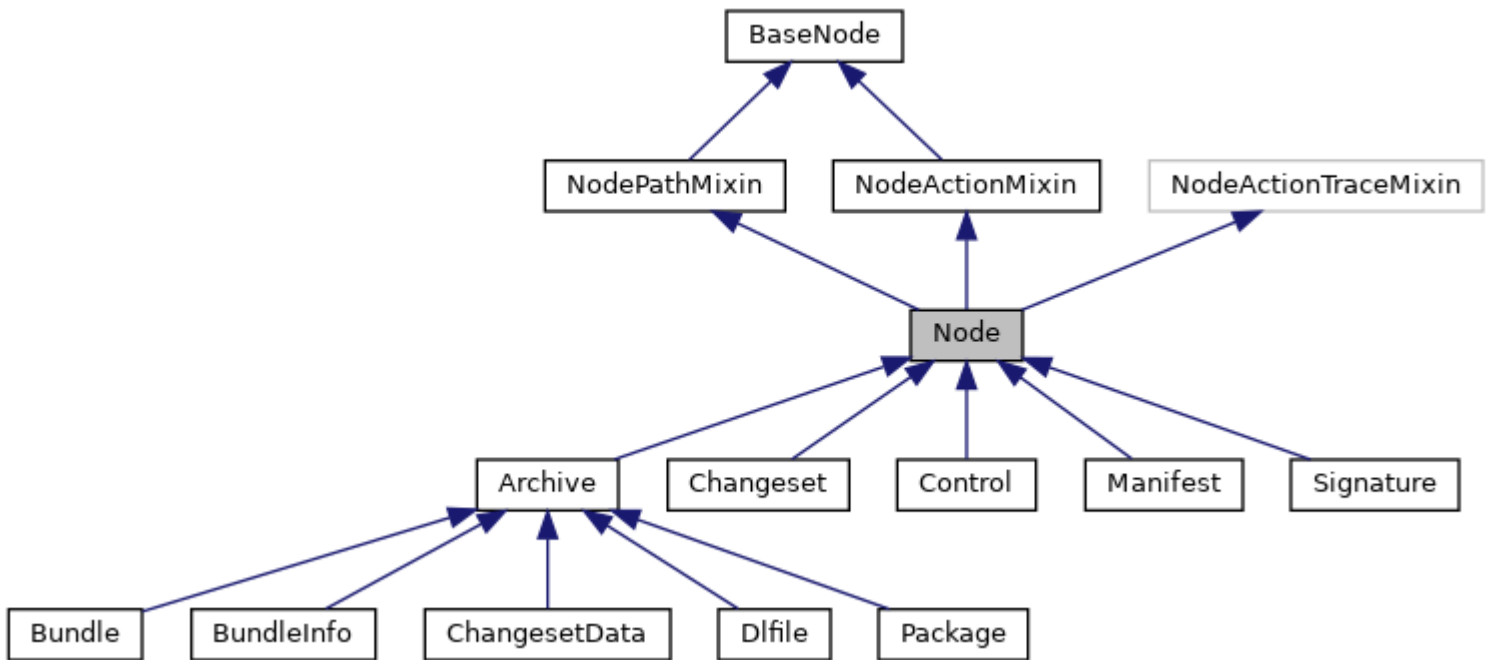 BaseNode
NodePathMixin
NodeActionMixin
NodeActionTraceMixin
Node
Archive
Changeset
Control
Manifest
Signature
Bundle
BundleInfo
ChangesetData
Dlfile
Package